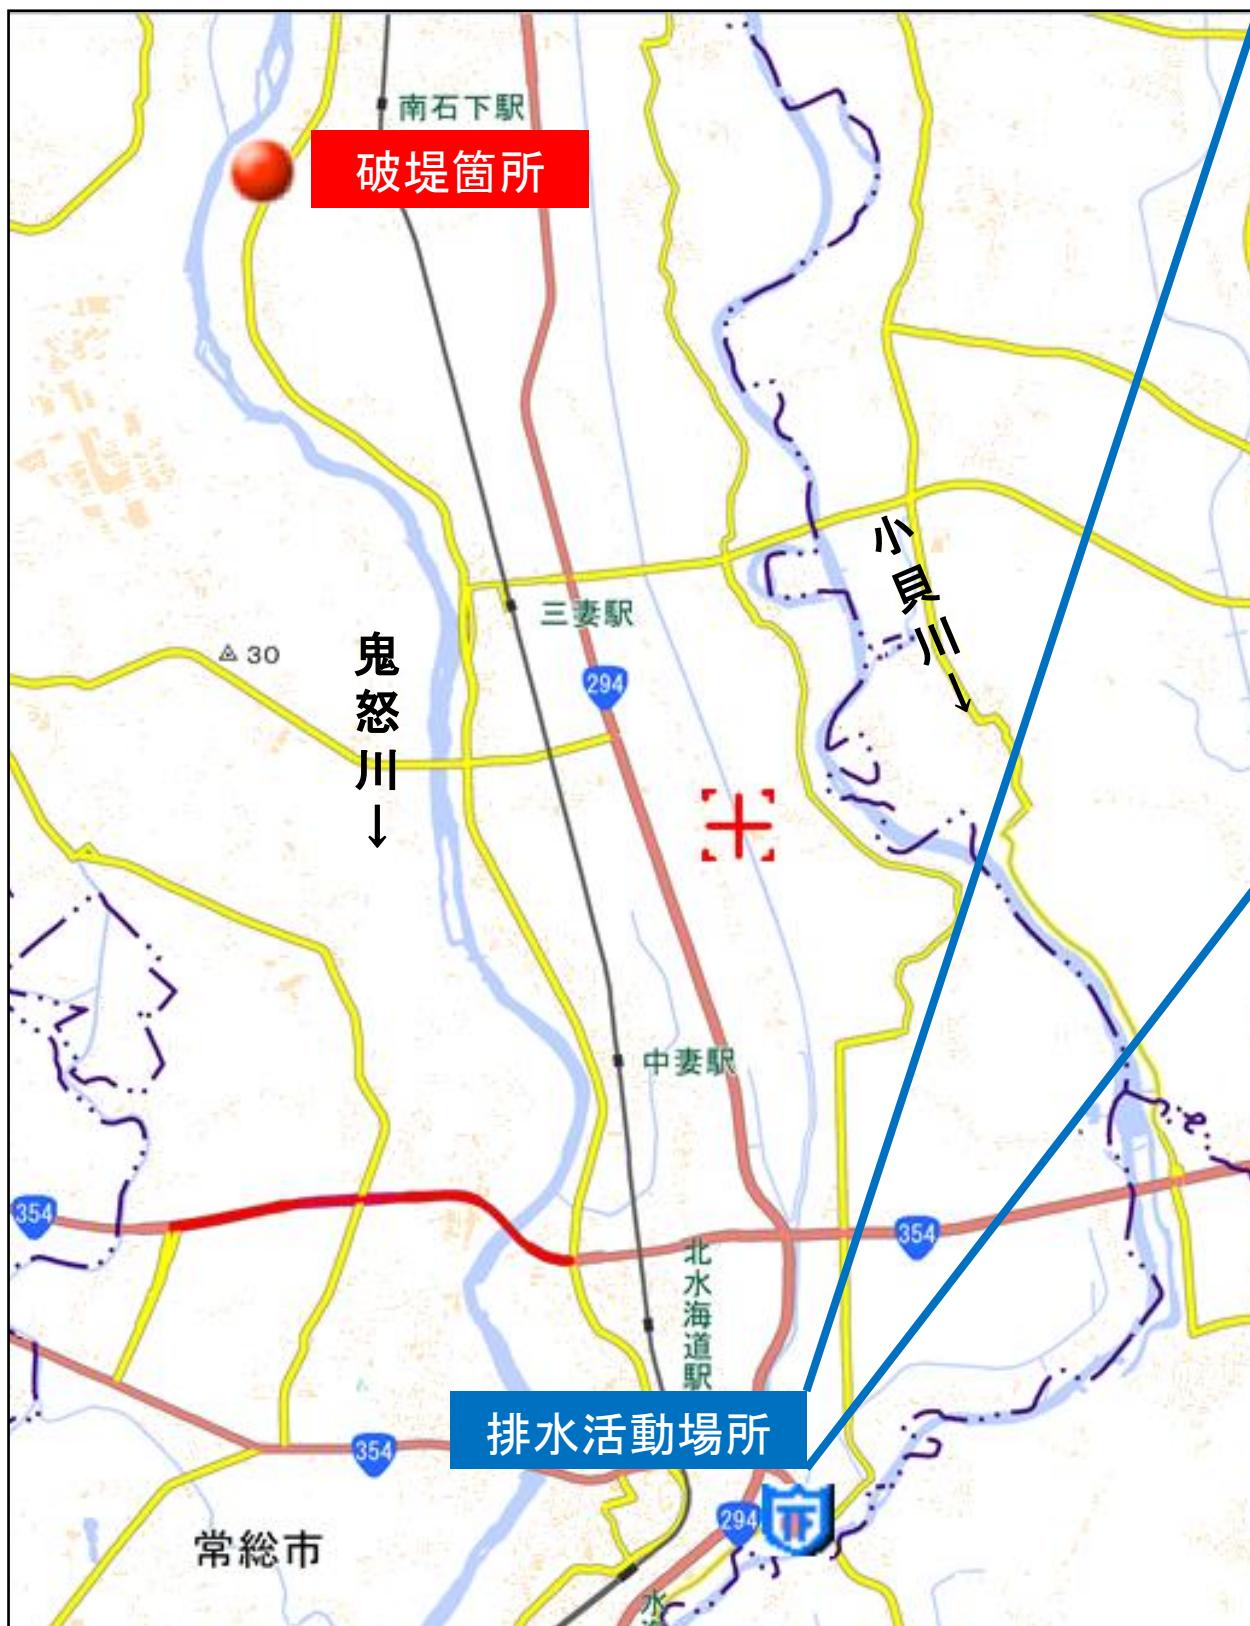 南石下駅
破堤箇所
小貝川↓
三妻駅
30
鬼怒川↓
294
中妻駅
354
354
北水海道駅
排水活動場所
354
294
常総市
水